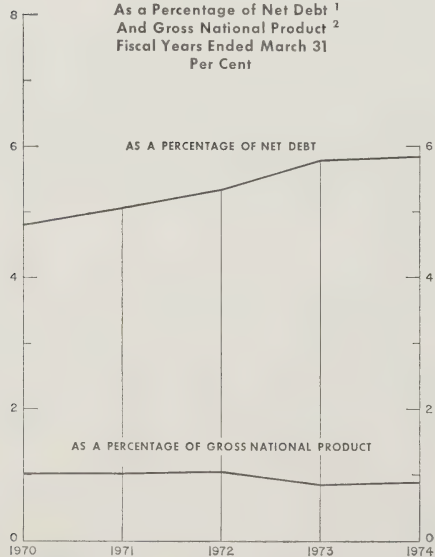 As a Percentage of Net Debt 1
And Gross National Product 2
Fiscal Years Ended March 31
Per Cent
8
AS A PERCENTAGE OF NET DEBT
6
6
4
4
2
2
AS A PERCENTAGE OF GROSS NATIONAL PRODUCT
0
0
1970
1971
1972
1973
1974